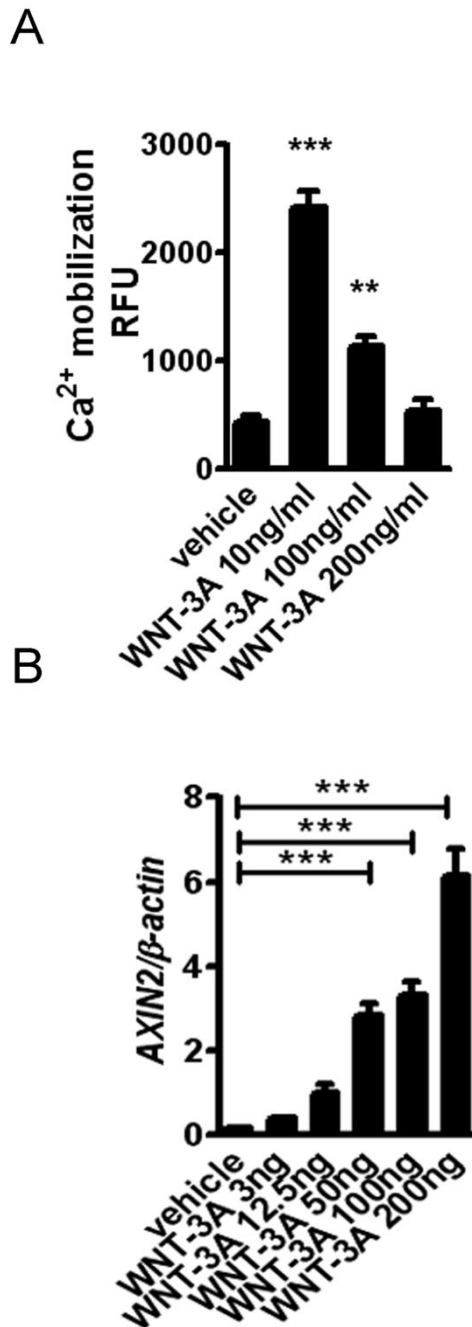 A
Ca2+ mobilization
RFU
3000
2000
1000
0
***
**
vehicle
WNT-3A 10ng/ml
WNT-3A 100ng/ml
WNT-3A 200ng/ml
B
AXIN2/β-actin
8
6
4
2
0
***
***
***
vehicle
WNT-3A 3ng
WNT-3A 12.5ng
WNT-3A 50ng
WNT-3A 100ng
WNT-3A 200ng